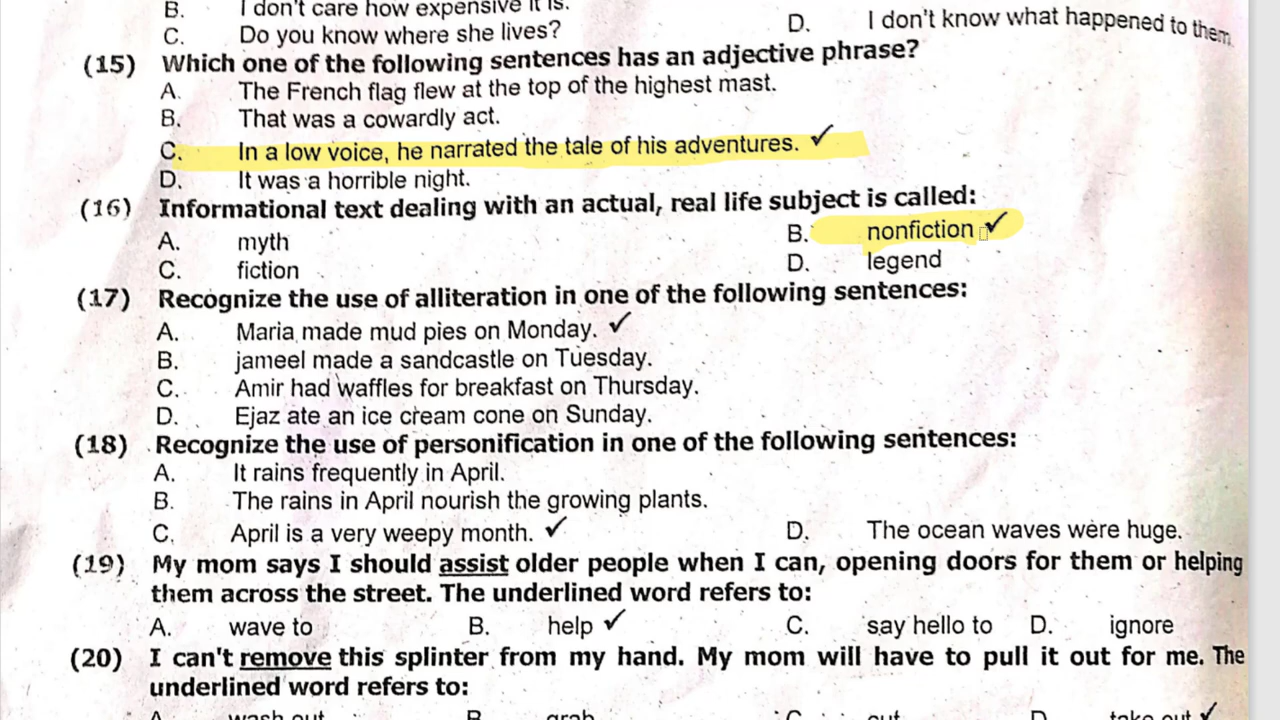 B. I don't care how expensive it is.
C. Do you know where she lives? D. I don't know what happened to them
(15) Which one of the following sentences has an adjective phrase?
A. The French flag flew at the top of the highest mast.
B. That was a cowardly act.
C. In a low voice, he narrated the tale of his adventures. ✓
D. It was a horrible night.
(16) Informational text dealing with an actual, real life subject is called:
A. myth B. nonfiction ✓
C. fiction D. legend
(17) Recognize the use of alliteration in one of the following sentences:
A. Maria made mud pies on Monday. ✓
B. jameel made a sandcastle on Tuesday.
C. Amir had waffles for breakfast on Thursday.
D. Ejaz ate an ice cream cone on Sunday.
(18) Recognize the use of personification in one of the following sentences:
A. It rains frequently in April.
B. The rains in April nourish the growing plants.
C. April is a very weepy month. ✓ D. The ocean waves were huge.
(19) My mom says I should assist older people when I can, opening doors for them or helping
them across the street. The underlined word refers to:
A. wave to B. help ✓ C. say hello to D. ignore
(20) I can't remove this splinter from my hand. My mom will have to pull it out for me. The
underlined word refers to:
A. wash out B. grab C. cut D. take out ✓